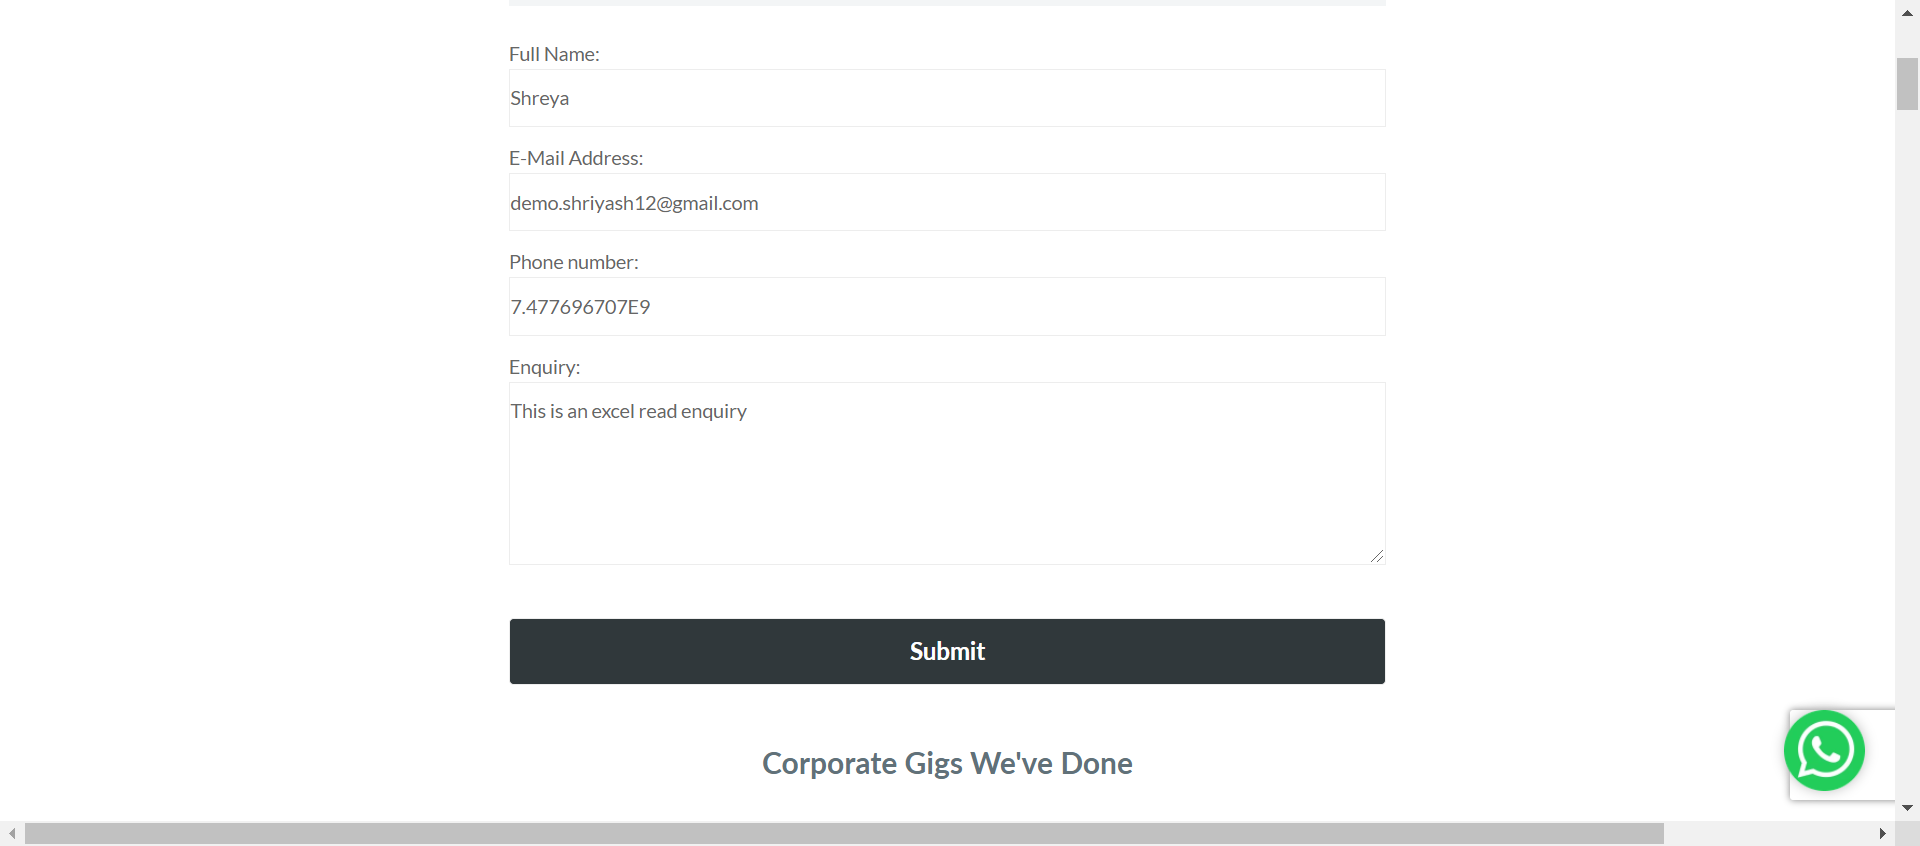 Full Name:
Shreya
E-Mail Address:
demo.shriyash12@gmail.com
Phone number:
7.477696707E9
Enquiry:
This is an excel read enquiry
Submit
Corporate Gigs We've Done